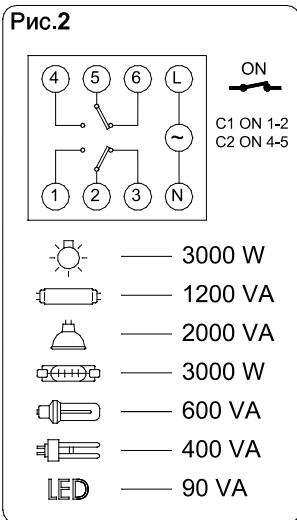 Рис.2
4 5 6 L
ON
C1 ON 1-2
C2 ON 4-5
~
1 2 3 N
3000 W
1200 VA
2000 VA
3000 W
600 VA
400 VA
LED 90 VA